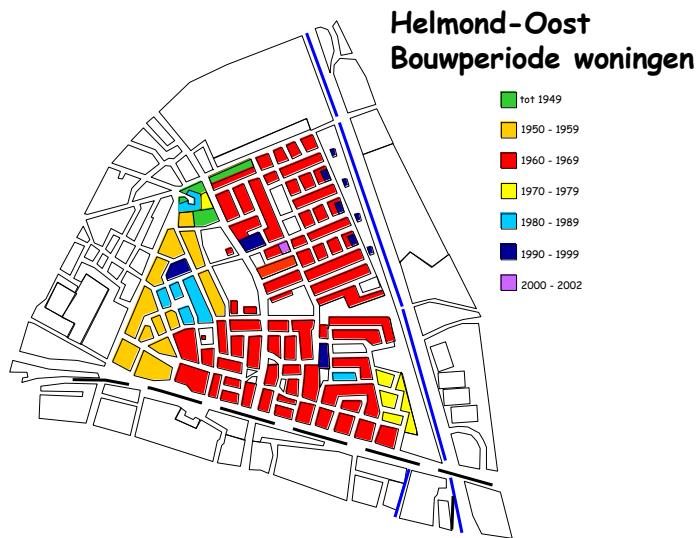 Helmond-Oost
Bouwperiode woningen
tot 1949
1950 - 1959
1960 - 1969
1970 - 1979
1980 - 1989
1990 - 1999
2000 - 2002